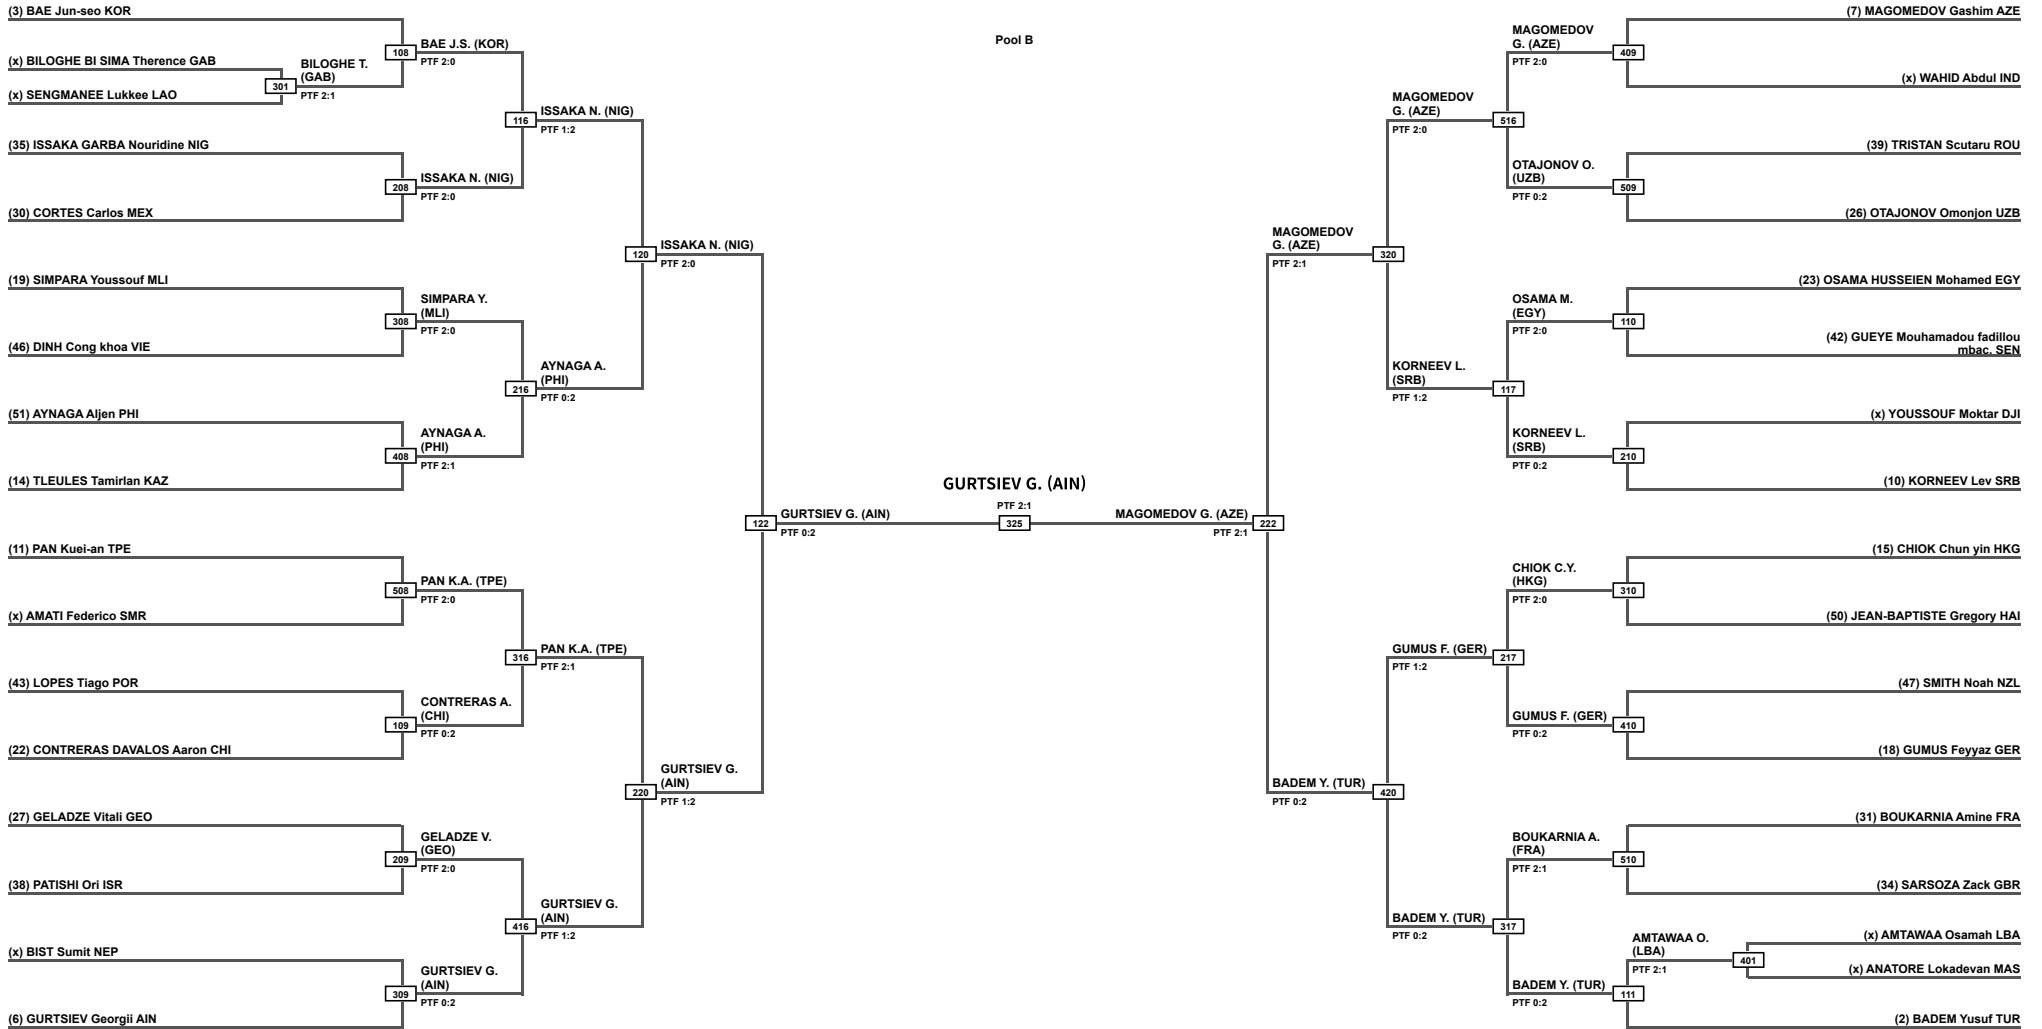 Pool B
(3) BAE Jun-seo KOR
(x) BILOGHE BI SIMA Therence GAB
(x) SENGMANEE Lukkee LAO
(35) ISSAKA GARBA Nouridine NIG
(30) CORTES Carlos MEX
(19) SIMPARA Youssouf MLI
(46) DINH Cong khoa VIE
(51) AYNAGA Aljen PHI
(14) TLEULES Tamirlan KAZ
(11) PAN Kuei-an TPE
(x) AMATI Federico SMR
(43) LOPES Tiago POR
(22) CONTRERAS DAVALOS Aaron CHI
(27) GELADZE Vitali GEO
(38) PATISHI Ori ISR
(x) BIST Sumit NEP
(6) GURTSIEV Georgii AIN
301
BILOGHE T.
(GAB)
PTF 2:1
108
BAE J.S. (KOR)
PTF 2:0
208
ISSAKA N. (NIG)
PTF 2:0
308
SIMPARA Y.
(MLI)
PTF 2:0
408
AYNAGA A.
(PHI)
PTF 2:1
508
PAN K.A. (TPE)
PTF 2:0
109
CONTRERAS A.
(CHI)
PTF 0:2
209
GELADZE V.
(GEO)
PTF 2:0
309
GURTSIEV G.
(AIN)
PTF 0:2
116
ISSAKA N. (NIG)
PTF 1:2
216
AYNAGA A.
(PHI)
PTF 0:2
316
PAN K.A. (TPE)
PTF 2:1
416
GURTSIEV G.
(AIN)
PTF 1:2
120
ISSAKA N. (NIG)
PTF 2:0
220
GURTSIEV G.
(AIN)
PTF 1:2
122
GURTSIEV G. (AIN)
PTF 0:2
GURTSIEV G. (AIN)
PTF 2:1
325
MAGOMEDOV G. (AZE)
PTF 2:1
222
MAGOMEDOV
G. (AZE)
PTF 2:1
320
BADEM Y. (TUR)
PTF 0:2
420
MAGOMEDOV
G. (AZE)
PTF 2:0
516
KORNEEV L.
(SRB)
PTF 1:2
117
GUMUS F. (GER)
PTF 1:2
217
BADEM Y. (TUR)
PTF 0:2
317
MAGOMEDOV
G. (AZE)
PTF 2:0
409
OTAJONOV O.
(UZB)
PTF 0:2
509
OSAMA M.
(EGY)
PTF 2:0
110
KORNEEV L.
(SRB)
PTF 0:2
210
CHIOK C.Y.
(HKG)
PTF 2:0
310
GUMUS F. (GER)
PTF 0:2
410
BOUKARNIA A.
(FRA)
PTF 2:1
510
BADEM Y. (TUR)
PTF 0:2
111
AMTAWAA O.
(LBA)
PTF 2:1
401
(7) MAGOMEDOV Gashim AZE
(x) WAHID Abdul IND
(39) TRISTAN Scutaru ROU
(26) OTAJONOV Omonjon UZB
(23) OSAMA HUSSEIEN Mohamed EGY
(42) GUEYE Mouhamadou fadillou
mbac. SEN
(x) YOUSSOUF Moktar DJI
(10) KORNEEV Lev SRB
(15) CHIOK Chun yin HKG
(50) JEAN-BAPTISTE Gregory HAI
(47) SMITH Noah NZL
(18) GUMUS Feyyaz GER
(31) BOUKARNIA Amine FRA
(34) SARSOZA Zack GBR
(x) AMTAWAA Osamah LBA
(x) ANATORE Lokadevan MAS
(2) BADEM Yusuf TUR